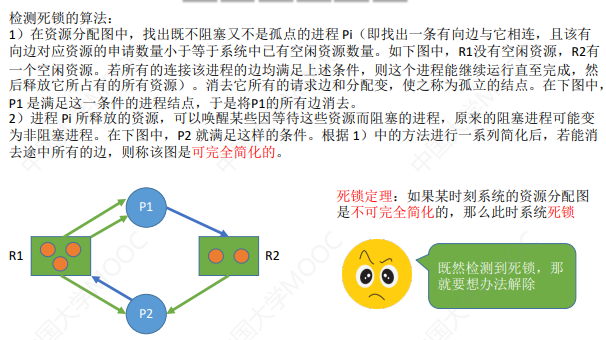 检测死锁的算法：
1）在资源分配图中，找出既不阻塞又不是孤点的进程 Pi（即找出一条有向边与它相连，且该有
向边对应资源的申请数量小于等于系统中已有空闲资源数量。如下图中，R1没有空闲资源，R2有
一个空闲资源。若所有的连接该进程的边均满足上述条件，则这个进程能继续运行直至完成，然
后释放它所占有的所有资源）。消去它所有的请求边和分配变，使之称为孤立的结点。在下图中，
P1 是满足这一条件的进程结点，于是将P1的所有边消去。
2）进程 Pi 所释放的资源，可以唤醒某些因等待这些资源而阻塞的进程，原来的阻塞进程可能变
为非阻塞进程。在下图中，P2 就满足这样的条件。根据 1）中的方法进行一系列简化后，若能消
去途中所有的边，则称该图是可完全简化的。
P1
R1
R2
P2
死锁定理：如果某时刻系统的资源分配图
是不可完全简化的，那么此时系统死锁
既然检测到死锁，那
就要想办法解除
中国大学MOOC